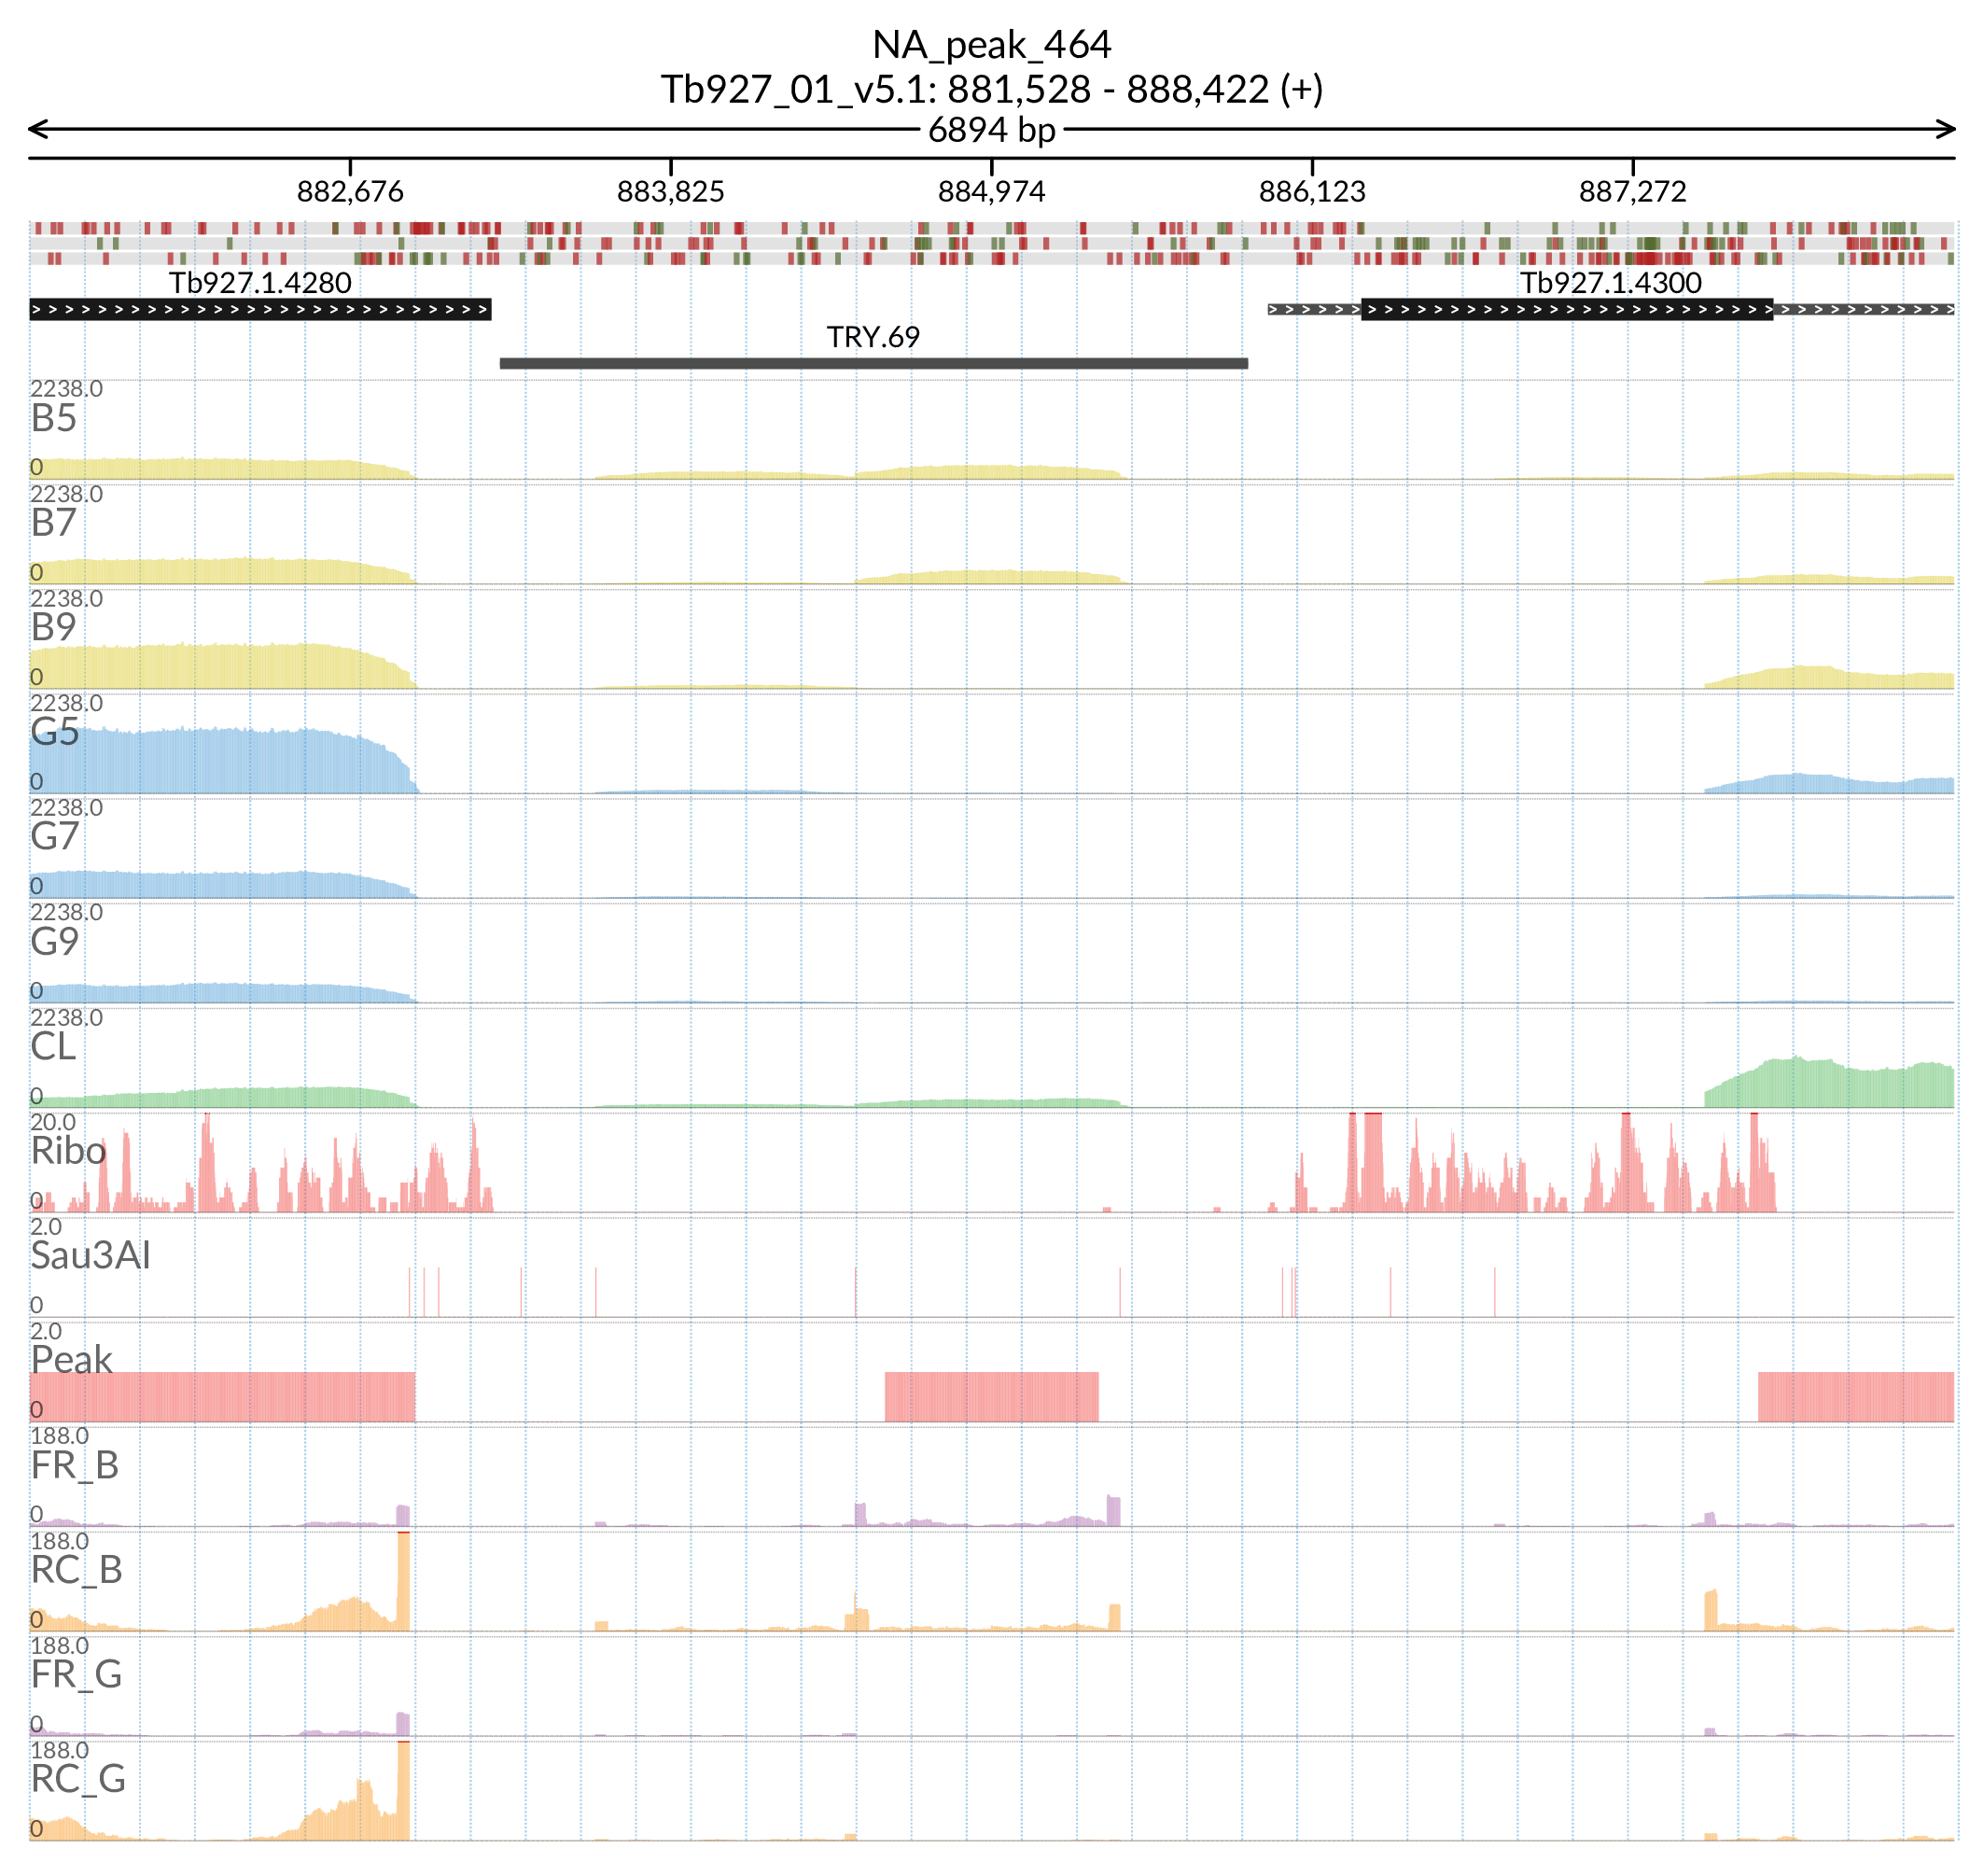 NA_peak_464
Tb927_01_v5.1: 881,528 - 888,422 (+)
6894 bp
882,676 883,825 884,974 886,123 887,272
Tb927.1.4280 Tb927.1.4300
TRY.69
2238.0
B5
0
2238.0
B7
0
2238.0
B9
0
2238.0
G5
0
2238.0
G7
0
2238.0
G9
0
2238.0
CL
0
20.0
Ribo
0
2.0
Sau3AI
0
2.0
Peak
0
188.0
FR_B
0
188.0
RC_B
0
188.0
FR_G
0
188.0
RC_G
0